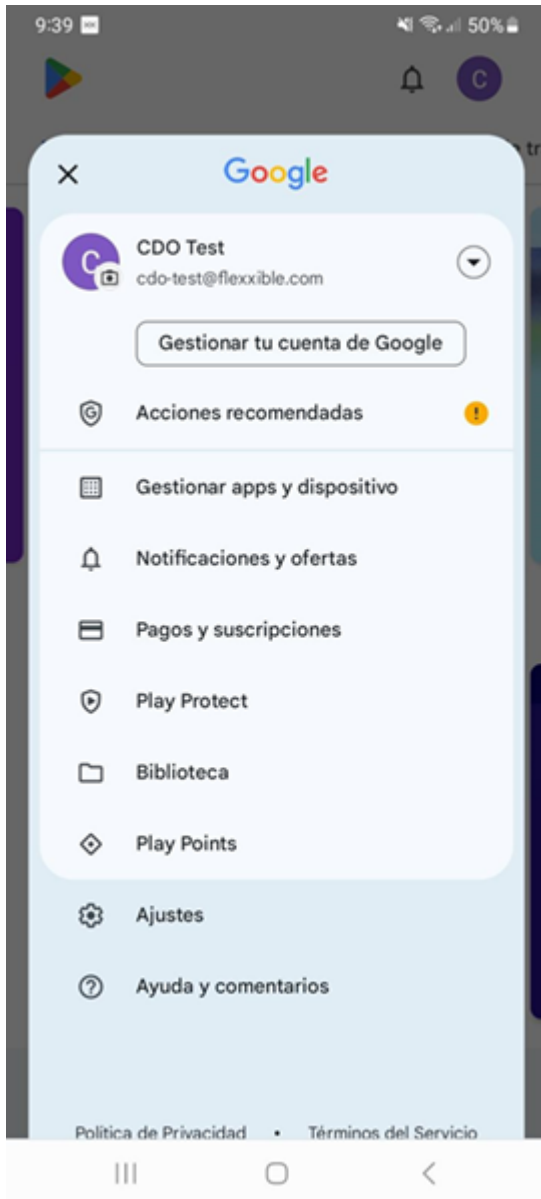 9:39
50%
C
Google
CDO Test
C
cdo-test@flexxible.com
Gestionar tu cuenta de Google
Acciones recomendadas
Gestionar apps y dispositivo
Notificaciones y ofertas
Pagos y suscripciones
Play Protect
Biblioteca
Play Points
Ajustes
Ayuda y comentarios
Política de Privacidad • Términos del Servicio